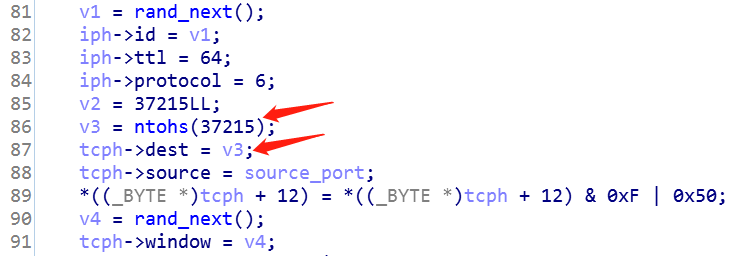 81 v1 = rand_next();
82 iph->id = v1;
83 iph->ttl = 64;
84 iph->protocol = 6;
85 v2 = 37215LL;
86 v3 = ntohs(37215);
87 tcph->dest = v3;
88 tcph->source = source_port;
89 *((_BYTE *)tcph + 12) = *((_BYTE *)tcph + 12) & 0xF | 0x50;
90 v4 = rand_next();
91 tcph->window = v4;